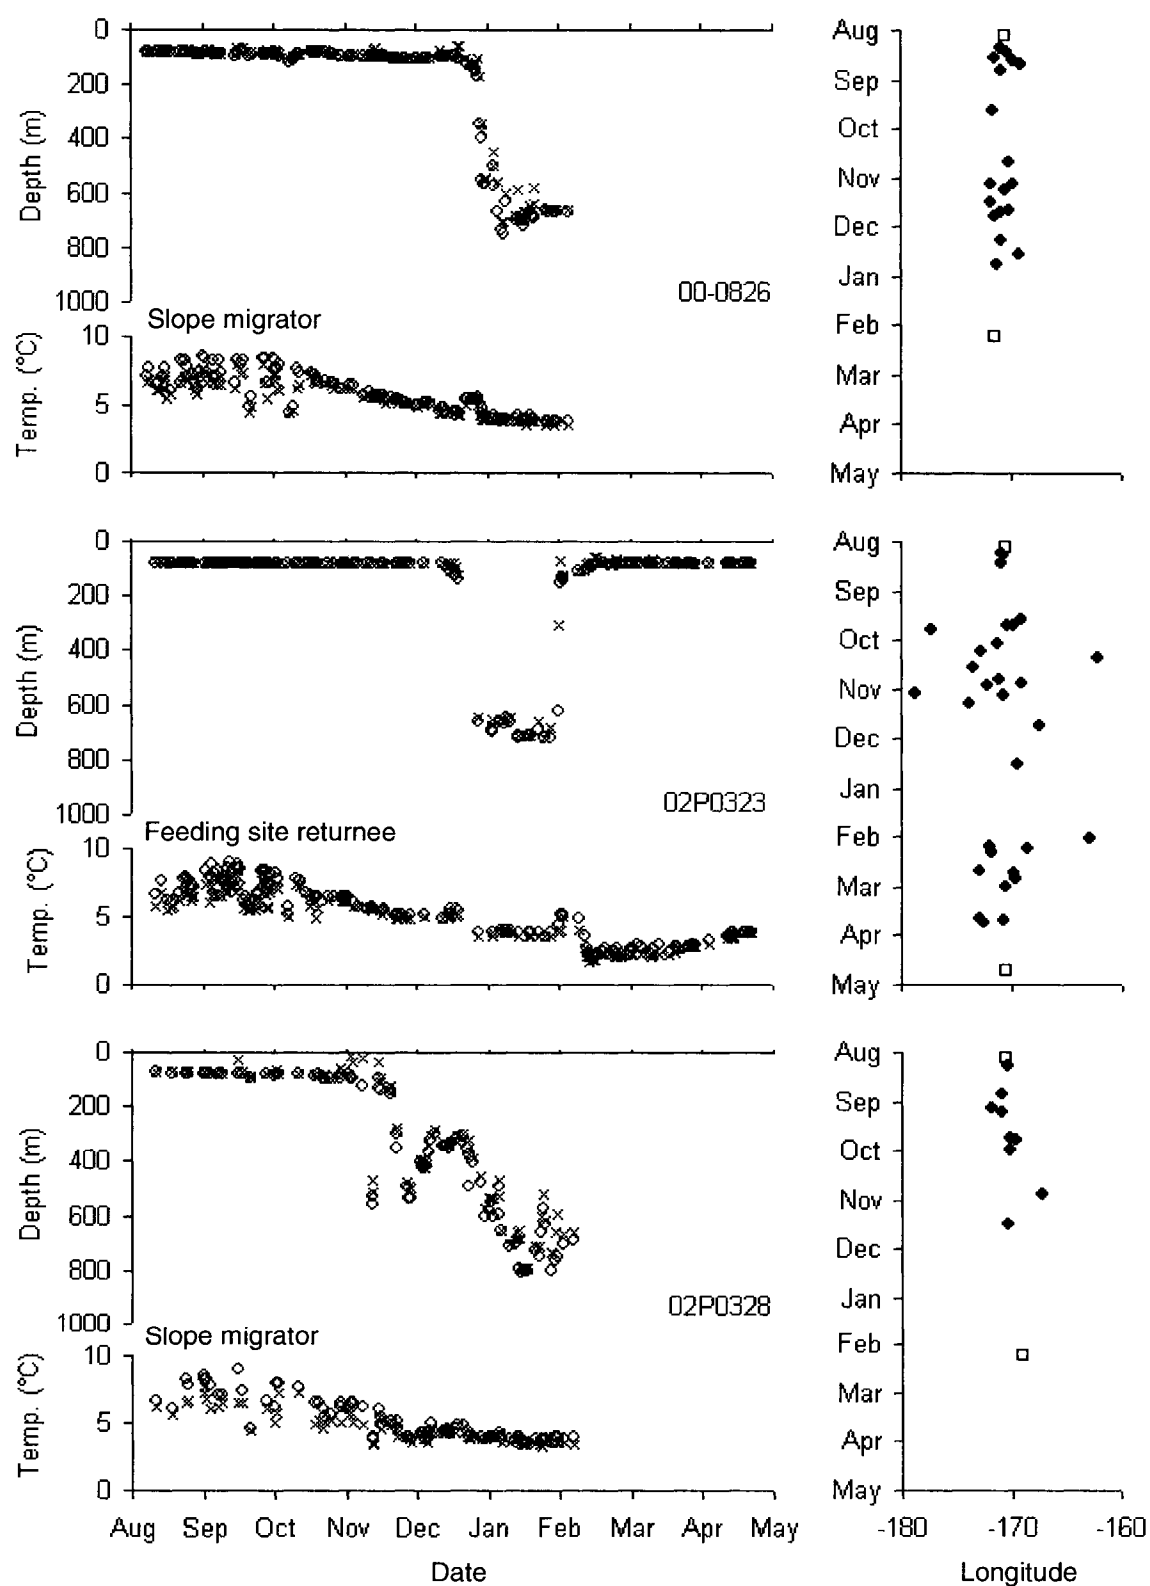 0
200
400
600
800
1000
Depth (m)
00-0826
Slope migrator
10
5
0
Temp. (°C)
Aug
Sep
Oct
Nov
Dec
Jan
Feb
Mar
Apr
May
0
200
400
600
800
1000
Depth (m)
02P0323
Feeding site returnee
10
5
0
Temp. (°C)
Aug
Sep
Oct
Nov
Dec
Jan
Feb
Mar
Apr
May
0
200
400
600
800
1000
Depth (m)
02P0328
Slope migrator
10
5
0
Temp. (°C)
Aug Sep Oct Nov Dec Jan Feb Mar Apr May
Date
Aug
Sep
Oct
Nov
Dec
Jan
Feb
Mar
Apr
May
-180 -170 -160
Longitude